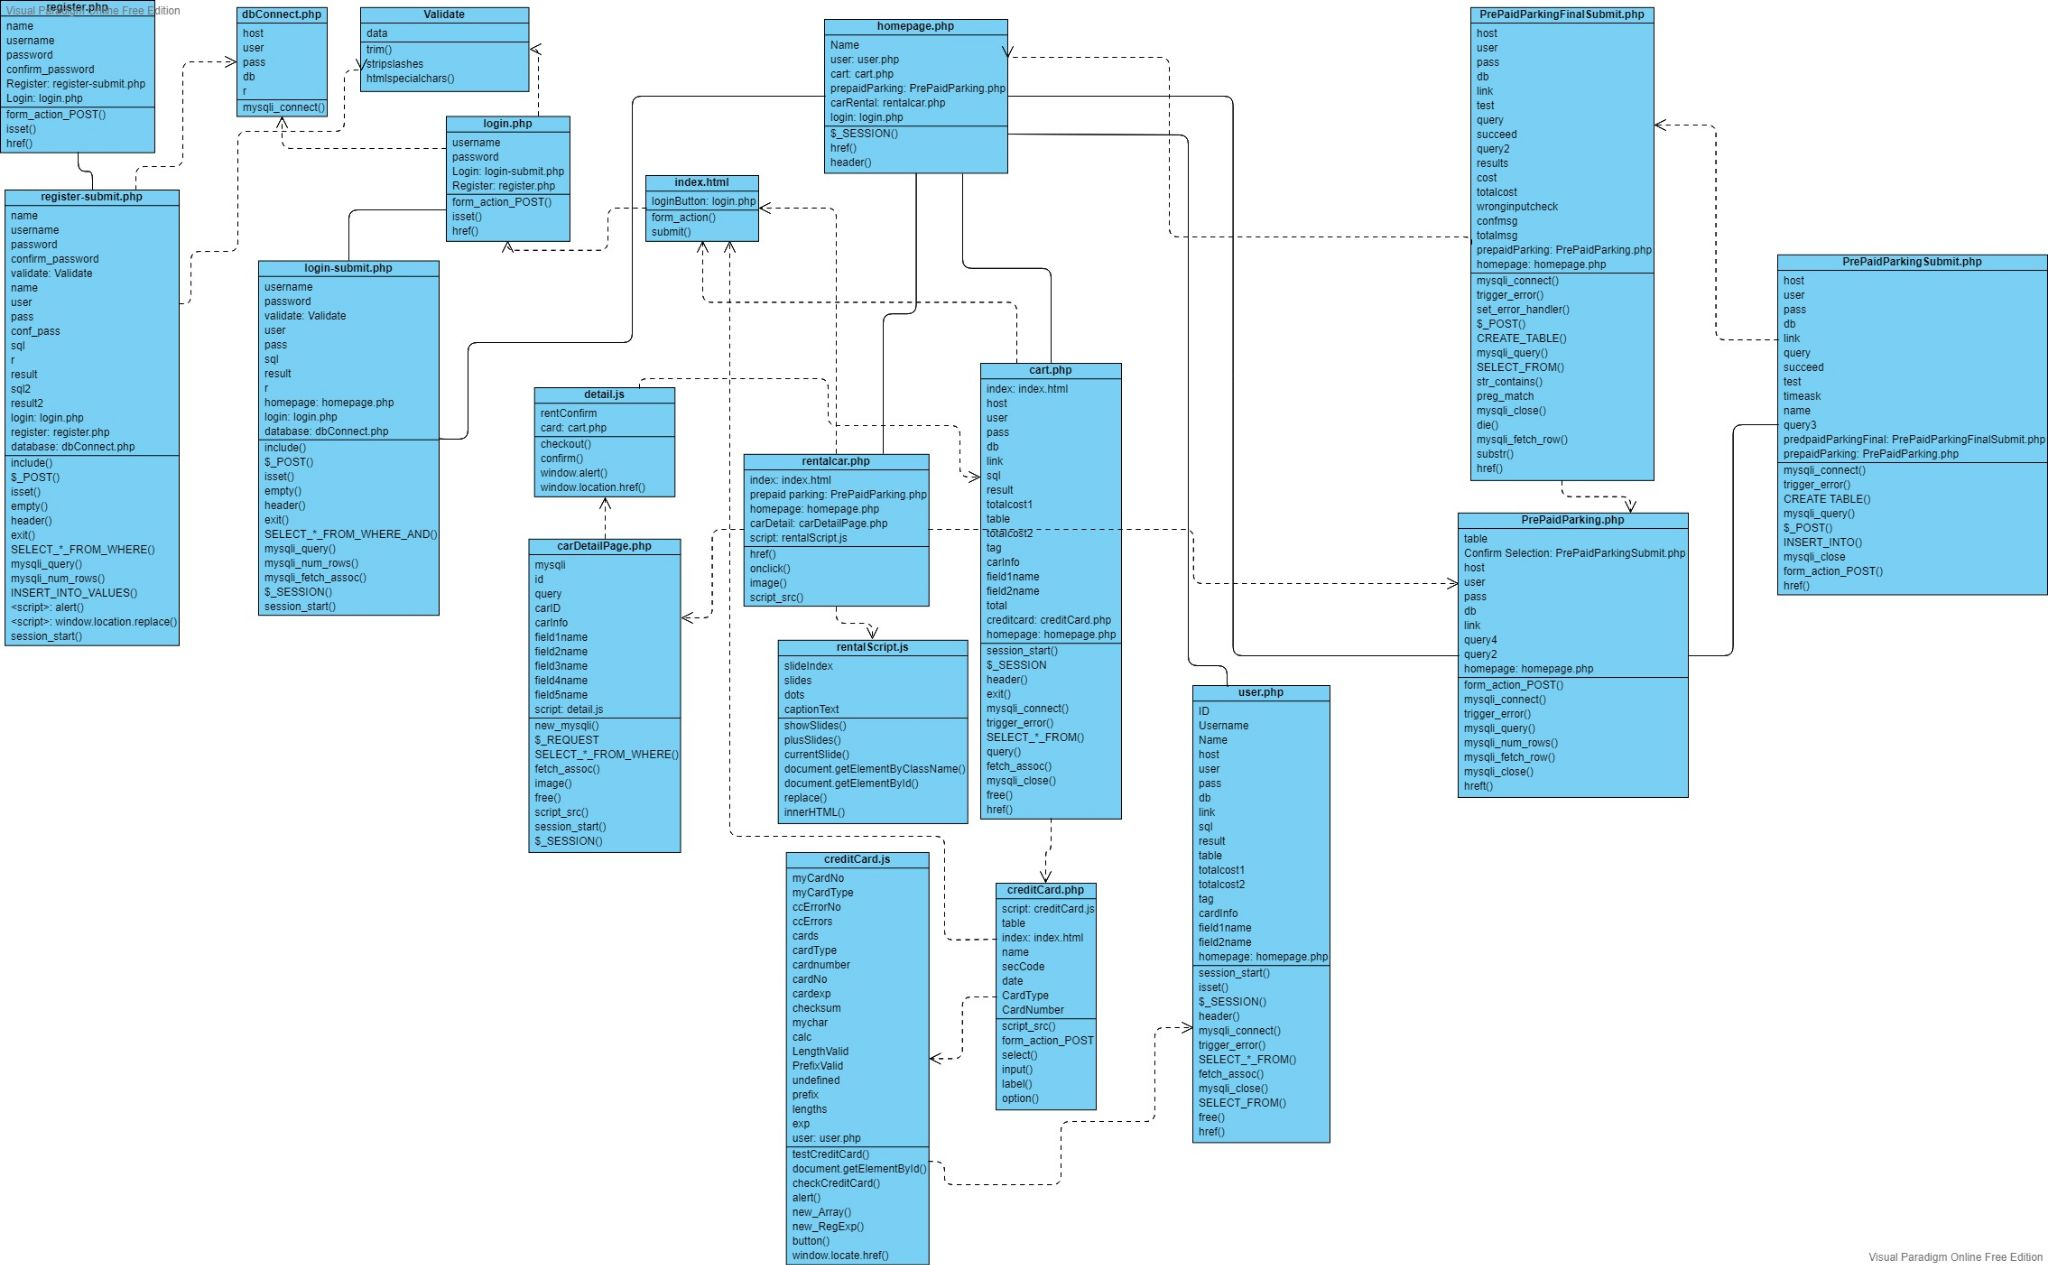 Visual Paradigm Online Free Edition
register.php
name
username
password
confirm_password
Register: register-submit.php
Login: login.php
form_action_POST()
isset()
href()
dbConnect.php
host
user
pass
db
r
mysqli_connect()
Validate
data
trim()
stripslashes
htmlspecialchars()
login.php
username
password
Login: login-submit.php
Register: register.php
form_action_POST()
isset()
href()
index.html
loginButton: login.php
form_action()
submit()
homepage.php
Name
user: user.php
cart: cart.php
prepaidParking: PrePaidParking.php
carRental: rentalcar.php
login: login.php
$_SESSION()
href()
header()
PrePaidParkingFinalSubmit.php
host
user
pass
db
link
test
query
succeed
query2
results
cost
totalcost
wronginputcheck
confmsg
totalmsg
prepaidParking: PrePaidParking.php
homepage: homepage.php
mysqli_connect()
trigger_error()
set_error_handler()
$_POST()
CREATE_TABLE()
mysqli_query()
SELECT_FROM()
str_contains()
preg_match
mysqli_close()
die()
mysqli_fetch_row()
substr()
href()
PrePaidParkingSubmit.php
host
user
pass
db
link
query
succeed
test
timeask
name
query3
predpaidParkingFinal: PrePaidParkingFinalSubmit.php
prepaidParking: PrePaidParking.php
mysqli_connect()
trigger_error()
CREATE TABLE()
mysqli_query()
$_POST()
INSERT_INTO()
mysqli_close
form_action_POST()
href()
register-submit.php
name
username
password
confirm_password
validate: Validate
name
user
pass
conf_pass
sql
r
result
sql2
result2
login: login.php
register: register.php
database: dbConnect.php
include()
$_POST()
isset()
empty()
header()
exit()
SELECT_*_FROM_WHERE()
mysqli_query()
mysqli_num_rows()
INSERT_INTO_VALUES()
<script>: alert()
<script>: window.location.replace()
session_start()
login-submit.php
username
password
validate: Validate
user
pass
sql
result
r
homepage: homepage.php
login: login.php
database: dbConnect.php
include()
$_POST()
isset()
empty()
header()
exit()
SELECT_*_FROM_WHERE_AND()
mysqli_query()
mysqli_num_rows()
mysqli_fetch_assoc()
$_SESSION()
session_start()
detail.js
rentConfirm
card: cart.php
checkout()
confirm()
window.alert()
window.location.href()
carDetailPage.php
mysqli
id
query
carID
carInfo
field1name
field2name
field3name
field4name
field5name
script: detail.js
new_mysqli()
$_REQUEST
SELECT_*_FROM_WHERE()
fetch_assoc()
image()
free()
script_src()
session_start()
$_SESSION()
rentalcar.php
index: index.html
prepaid parking: PrePaidParking.php
homepage: homepage.php
carDetail: carDetailPage.php
script: rentalScript.js
href()
onclick()
image()
script_src()
rentalScript.js
slideIndex
slides
dots
captionText
showSlides()
plusSlides()
currentSlide()
document.getElementByClassName()
document.getElementById()
replace()
innerHTML()
cart.php
index: index.html
host
user
pass
db
link
sql
result
totalcost1
table
totalcost2
tag
carInfo
field1name
field2name
total
creditcard: creditCard.php
homepage: homepage.php
session_start()
$_SESSION
header()
exit()
mysqli_connect()
trigger_error()
SELECT_*_FROM()
query()
fetch_assoc()
mysqli_close()
free()
href()
PrePaidParking.php
table
Confirm Selection: PrePaidParkingSubmit.php
host
user
pass
db
link
query4
query2
homepage: homepage.php
form_action_POST()
mysqli_connect()
trigger_error()
mysqli_query()
mysqli_num_rows()
mysqli_fetch_row()
mysqli_close()
hreft()
user.php
ID
Username
Name
host
user
pass
db
link
sql
result
table
totalcost1
totalcost2
tag
cardInfo
field1name
field2name
homepage: homepage.php
session_start()
isset()
$_SESSION()
header()
mysqli_connect()
trigger_error()
SELECT_*_FROM()
fetch_assoc()
mysqli_close()
SELECT_FROM()
free()
href()
creditCard.js
myCardNo
myCardType
ccErrorNo
ccErrors
cards
cardType
cardnumber
cardNo
cardexp
checksum
mychar
calc
LengthValid
PrefixValid
undefined
prefix
lengths
exp
user: user.php
testCreditCard()
document.getElementById()
checkCreditCard()
alert()
new_Array()
new_RegExp()
button()
window.locate.href()
creditCard.php
script: creditCard.js
table
index: index.html
name
secCode
date
CardType
CardNumber
script_src()
form_action_POST
select()
input()
label()
option()
Visual Paradigm Online Free Edition